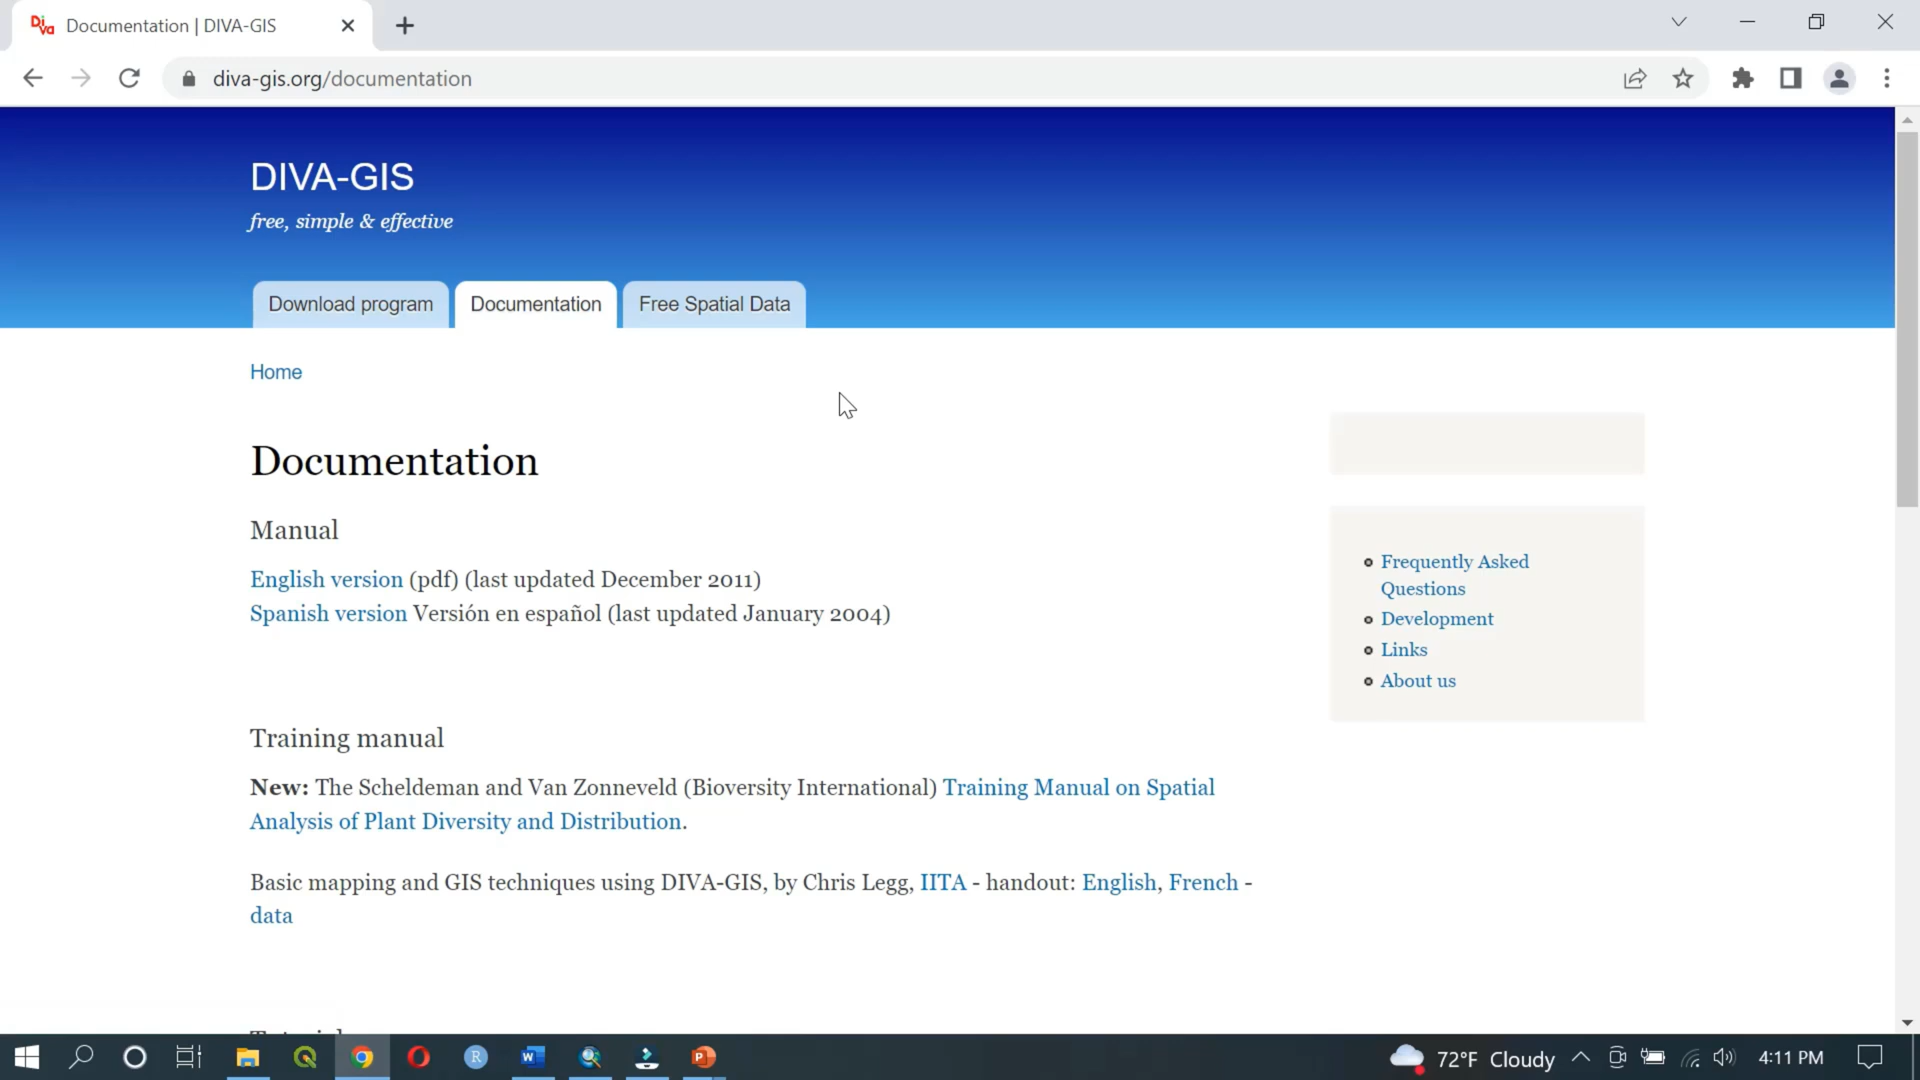 Documentation | DIVA-GIS
diva-gis.org/documentation
DIVA-GIS
free, simple & effective
Download program
Documentation
Free Spatial Data
Home
Documentation
Manual
English version (pdf) (last updated December 2011)
Spanish version Versión en español (last updated January 2004)
Frequently Asked
Questions
Development
Links
About us
Training manual
New: The Scheldeman and Van Zonneveld (Bioversity International) Training Manual on Spatial
Analysis of Plant Diversity and Distribution.
Basic mapping and GIS techniques using DIVA-GIS, by Chris Legg, IITA - handout: English, French -
data
72°F Cloudy
4:11 PM